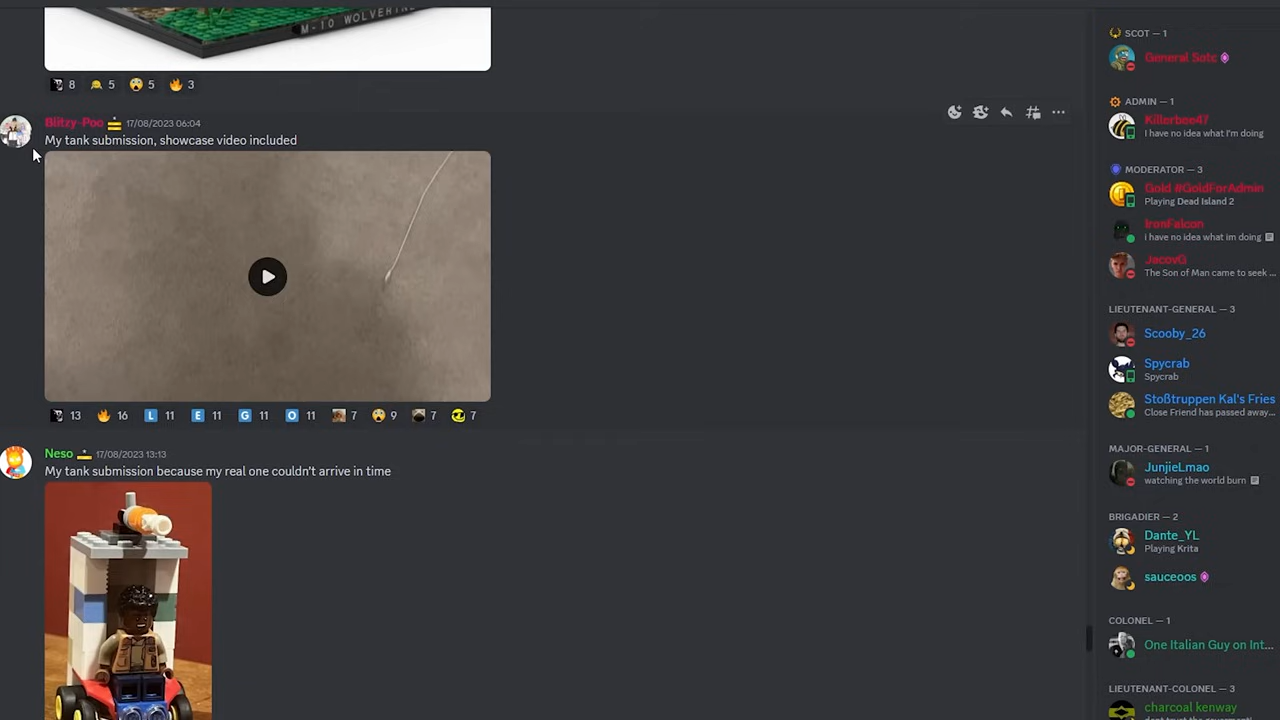 M-10 WOLVERINE
8 5 5 3
Blitzy-Poo 17/08/2023 06:04
My tank submission, showcase video included
13 16 L 11 E 11 G 11 O 11 7 9 7 7
Neso 17/08/2023 13:13
My tank submission because my real one couldn't arrive in time
SCOT — 1
General Sotc
ADMIN — 1
Killerbee47
I have no idea what I'm doing
MODERATOR — 3
Gold #GoldForAdmin
Playing Dead Island 2
IronFalcon
i have no idea what im doing
JacovG
The Son of Man came to seek ...
LIEUTENANT-GENERAL — 3
Scooby_26
Spycrab
Spycrab
Stoßtruppen Kal's Fries
Close Friend has passed away...
MAJOR-GENERAL — 1
JunjieLmao
watching the world burn
BRIGADIER — 2
Dante_YL
Playing Krita
sauceoos
COLONEL — 1
One Italian Guy on Int...
LIEUTENANT-COLONEL — 3
charcoal kenway
dont trust the government!